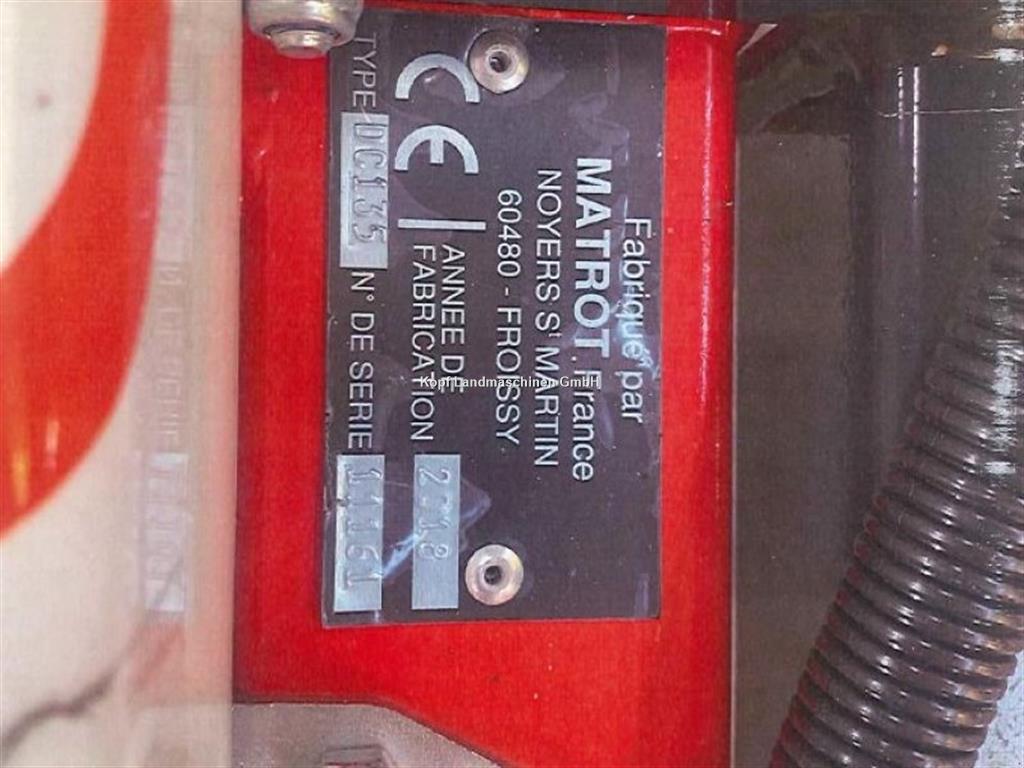 Fabriqué par
MATROT.France
NOYERS St MARTIN
60480 - FROISSY
CE
ANNEE DE
FABRICATION 2018
TYPE DC135 N° DE SERIE 11161
Kopf Landmaschinen GmbH